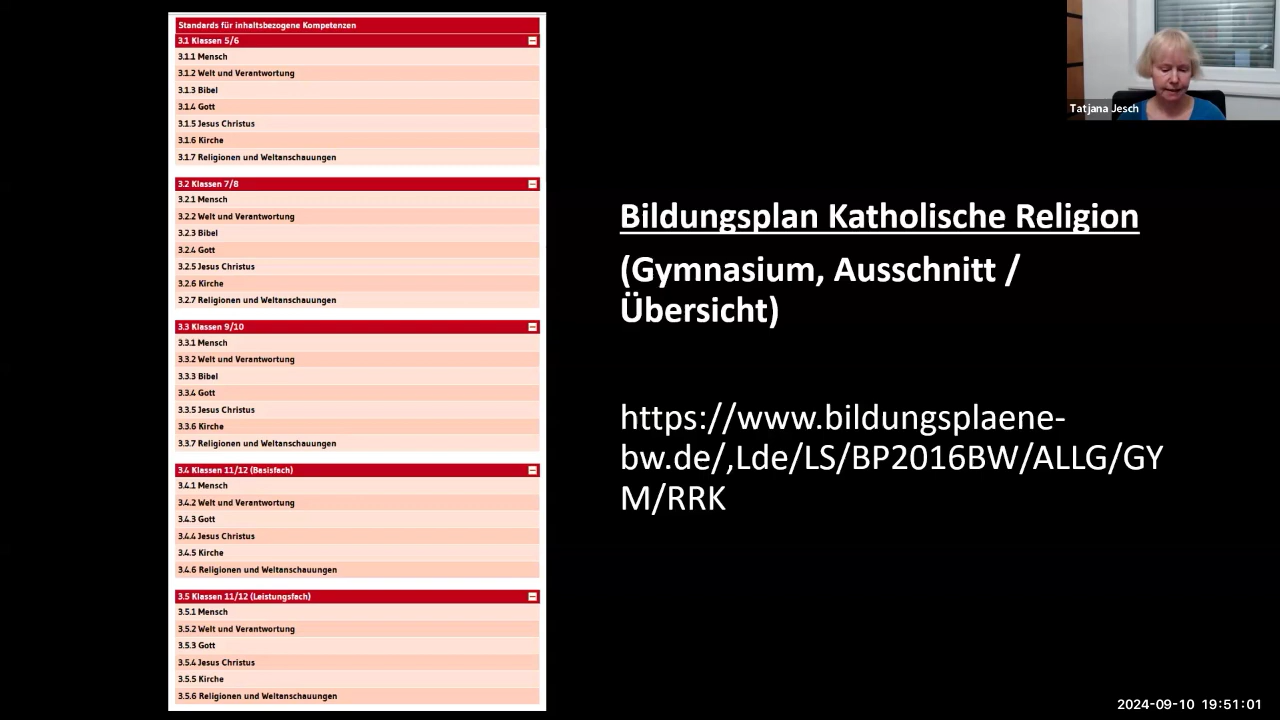 Standards für inhaltsbezogene Kompetenzen
3.1 Klassen 5/6
3.1.1 Mensch
3.1.2 Welt und Verantwortung
3.1.3 Bibel
3.1.4 Gott
3.1.5 Jesus Christus
3.1.6 Kirche
3.1.7 Religionen und Weltanschauungen
3.2 Klassen 7/8
3.2.1 Mensch
3.2.2 Welt und Verantwortung
3.2.3 Bibel
3.2.4 Gott
3.2.5 Jesus Christus
3.2.6 Kirche
3.2.7 Religionen und Weltanschauungen
3.3 Klassen 9/10
3.3.1 Mensch
3.3.2 Welt und Verantwortung
3.3.3 Bibel
3.3.4 Gott
3.3.5 Jesus Christus
3.3.6 Kirche
3.3.7 Religionen und Weltanschauungen
3.4 Klassen 11/12 (Basisfach)
3.4.1 Mensch
3.4.2 Welt und Verantwortung
3.4.3 Gott
3.4.4 Jesus Christus
3.4.5 Kirche
3.4.6 Religionen und Weltanschauungen
3.5 Klassen 11/12 (Leistungsfach)
3.5.1 Mensch
3.5.2 Welt und Verantwortung
3.5.3 Gott
3.5.4 Jesus Christus
3.5.5 Kirche
3.5.6 Religionen und Weltanschauungen
Bildungsplan Katholische Religion
(Gymnasium, Ausschnitt /
Übersicht)
https://www.bildungsplaene-
bw.de/,Lde/LS/BP2016BW/ALLG/GY
M/RRK
Tatjana Jesch
2024-09-10 19:51:01